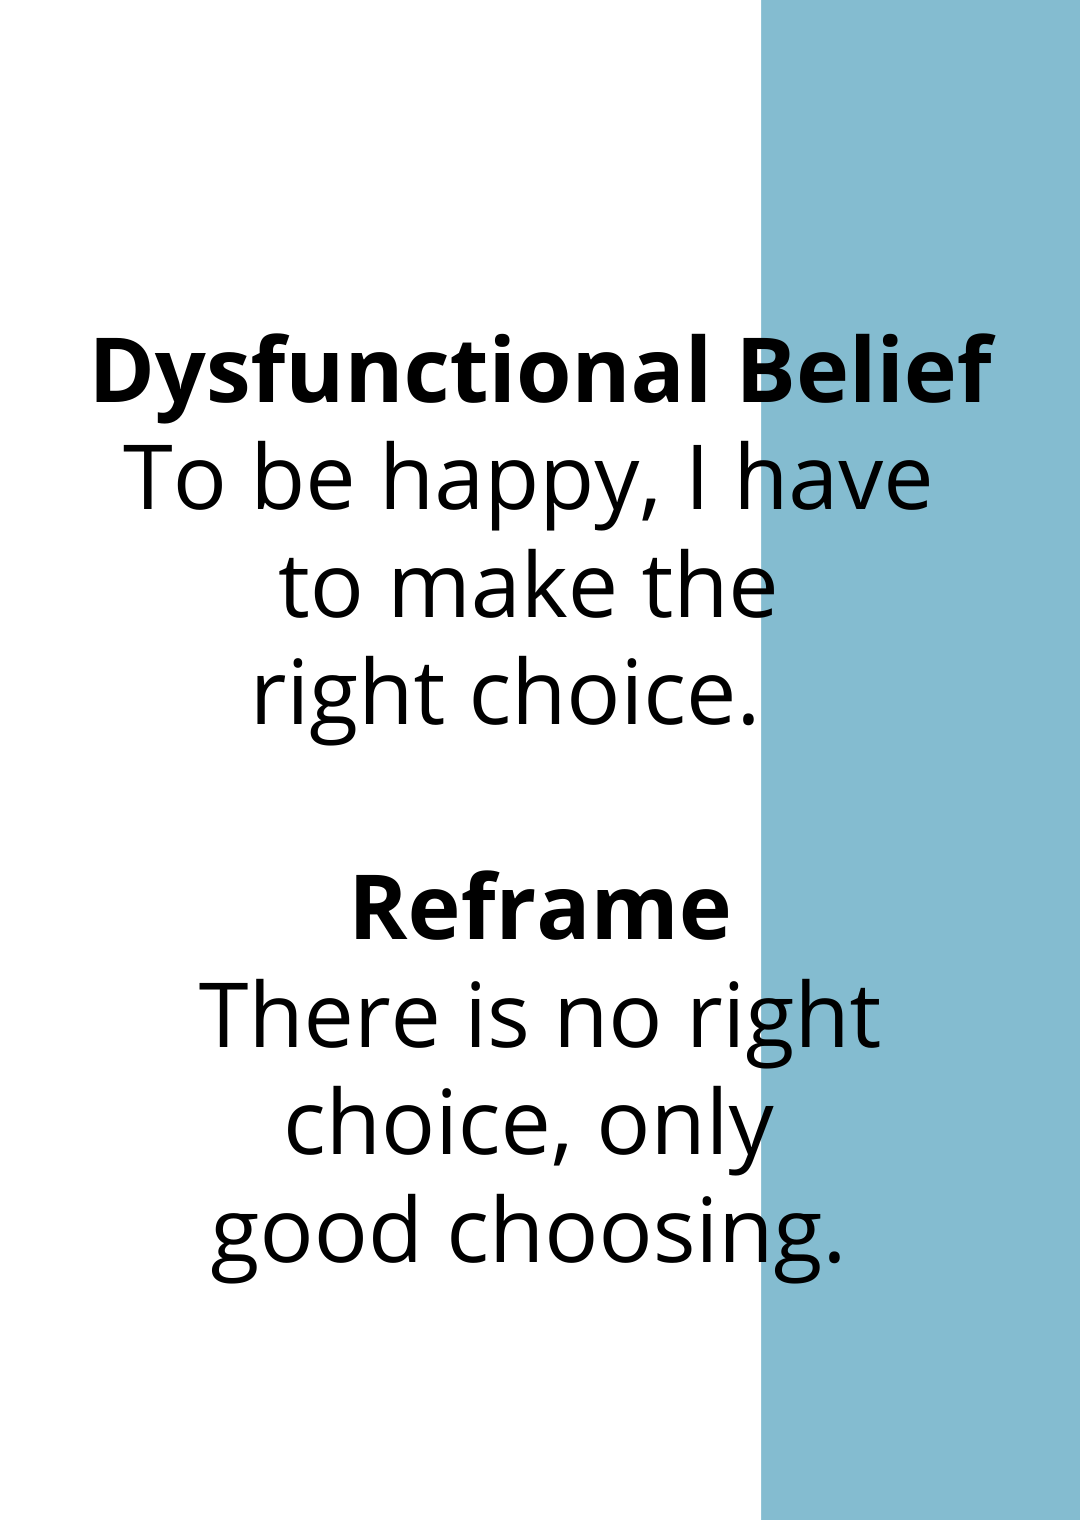 Dysfunctional Belief
To be happy, I have
to make the
right choice.
Reframe
There is no right
choice, only
good choosing.